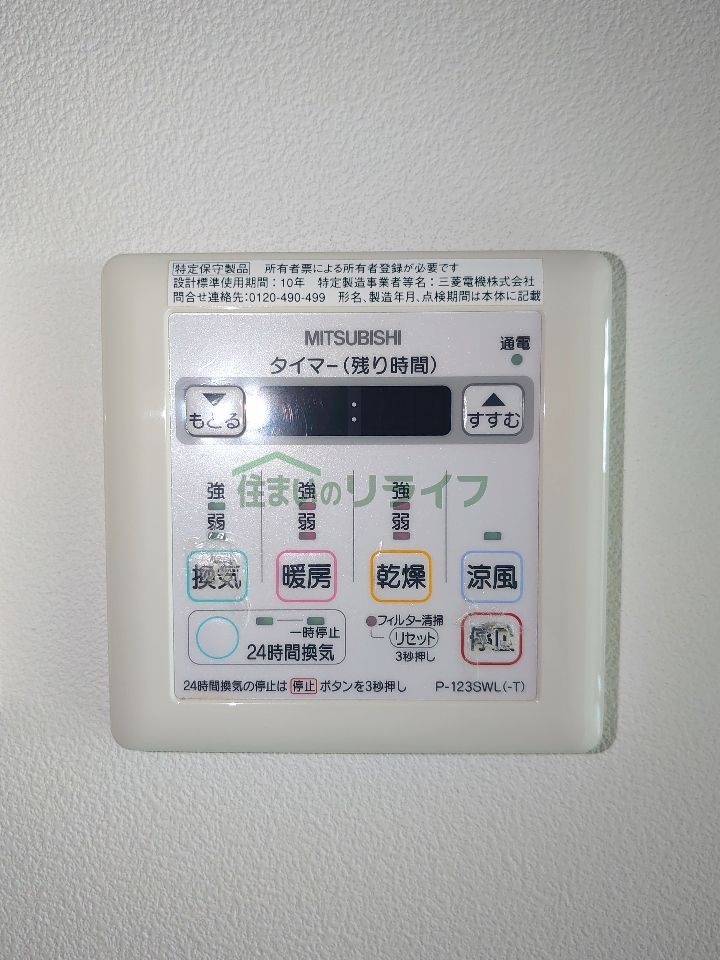 特定保守製品 所有者票による所有者登録が必要です
設計標準使用期間:10年 特定製造事業者等名:三菱電機株式会社
問合せ連絡先:0120-490-499 形名、製造年月、点検期間は本体に記載
MITSUBISHI
通電
タイマー(残り時間)
もどる : すすむ
住まいのリライフ
強 強 強
弱 弱 弱
換気 暖房 乾燥 涼風
一時停止
24時間換気
フィルター清掃
リセット
3秒押し
停止
24時間換気の停止は 停止 ボタンを3秒押し P-123SWL(-T)